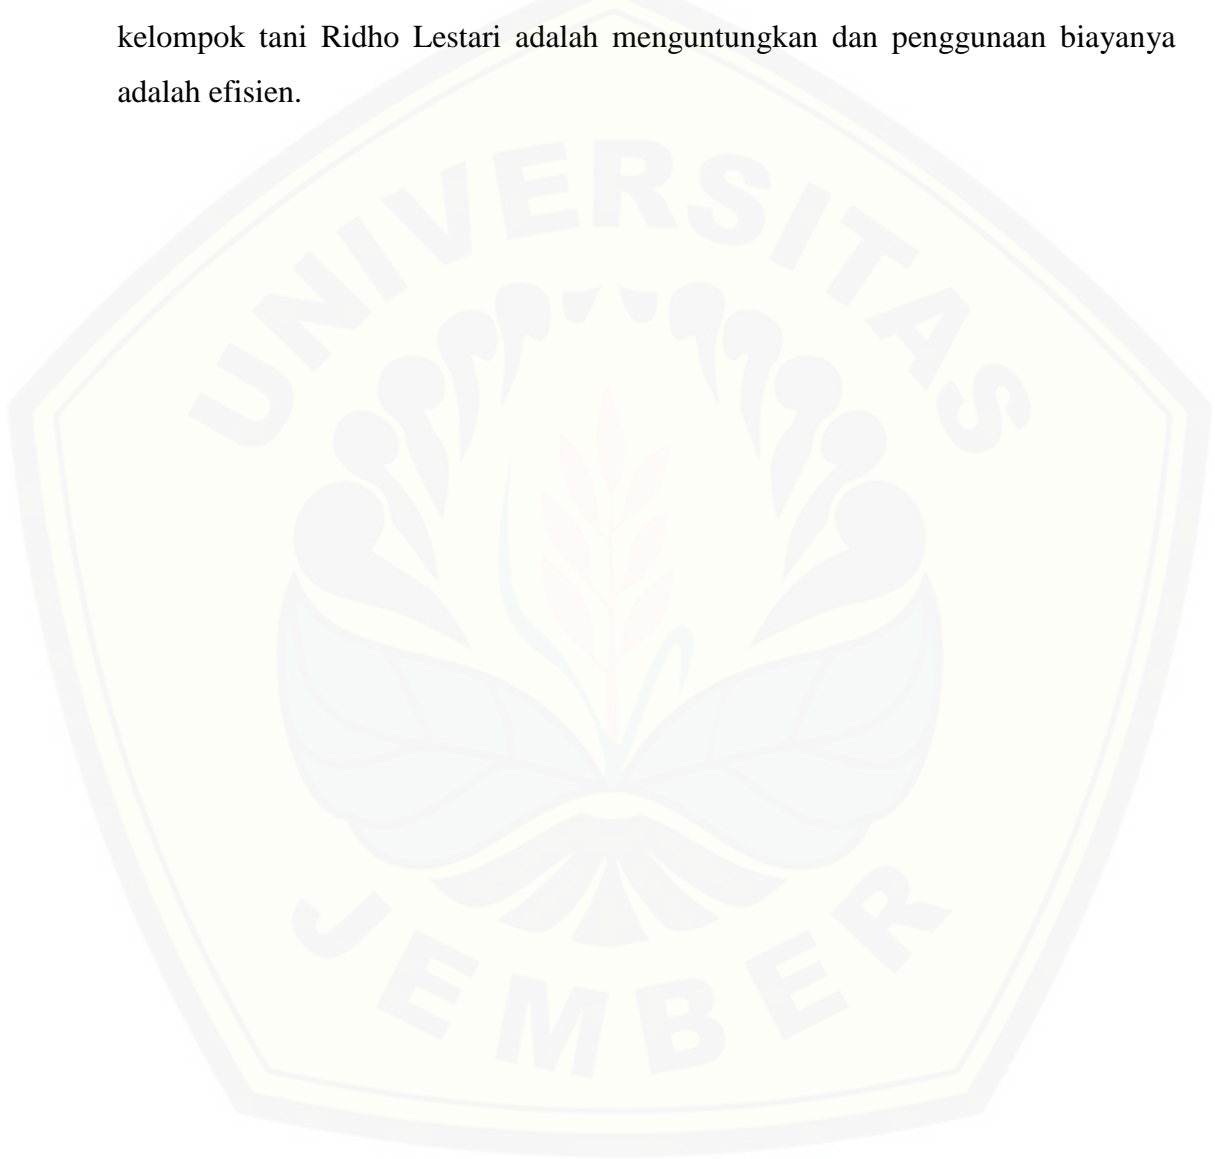 kelompok tani Ridho Lestari adalah menguntungkan dan penggunaan biayanya
adalah efisien.
UNIVERSITAS
JEMBER